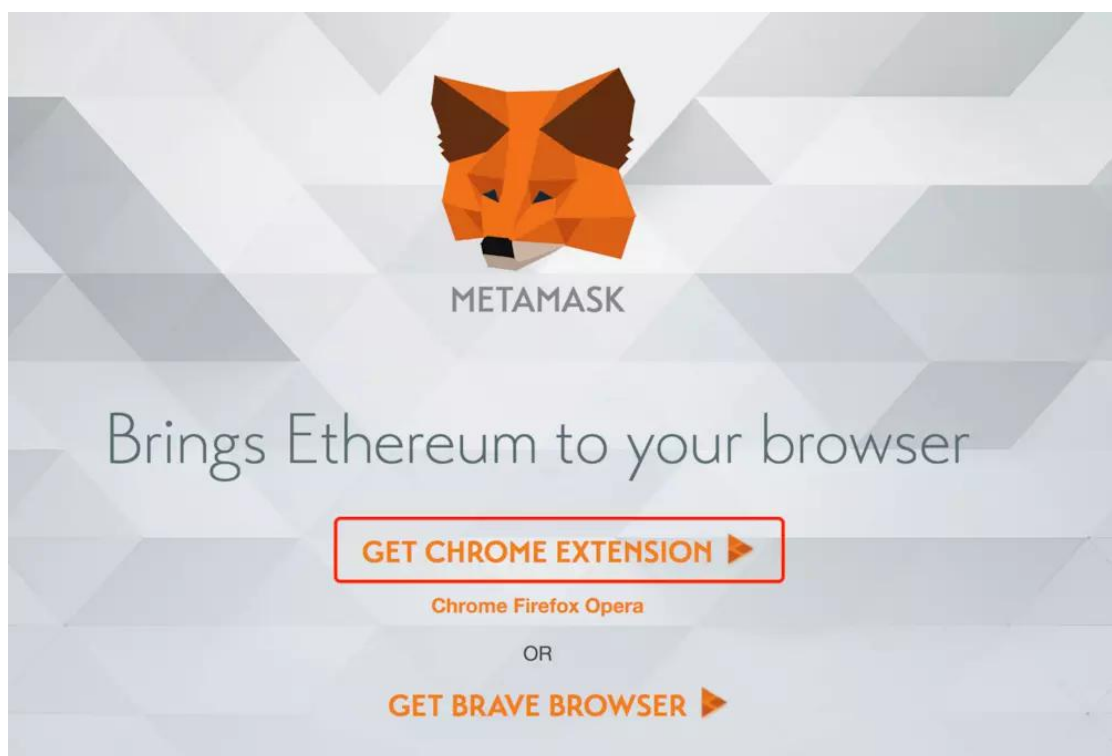 METAMASK
Brings Ethereum to your browser
GET CHROME EXTENSION
Chrome Firefox Opera
OR
GET BRAVE BROWSER